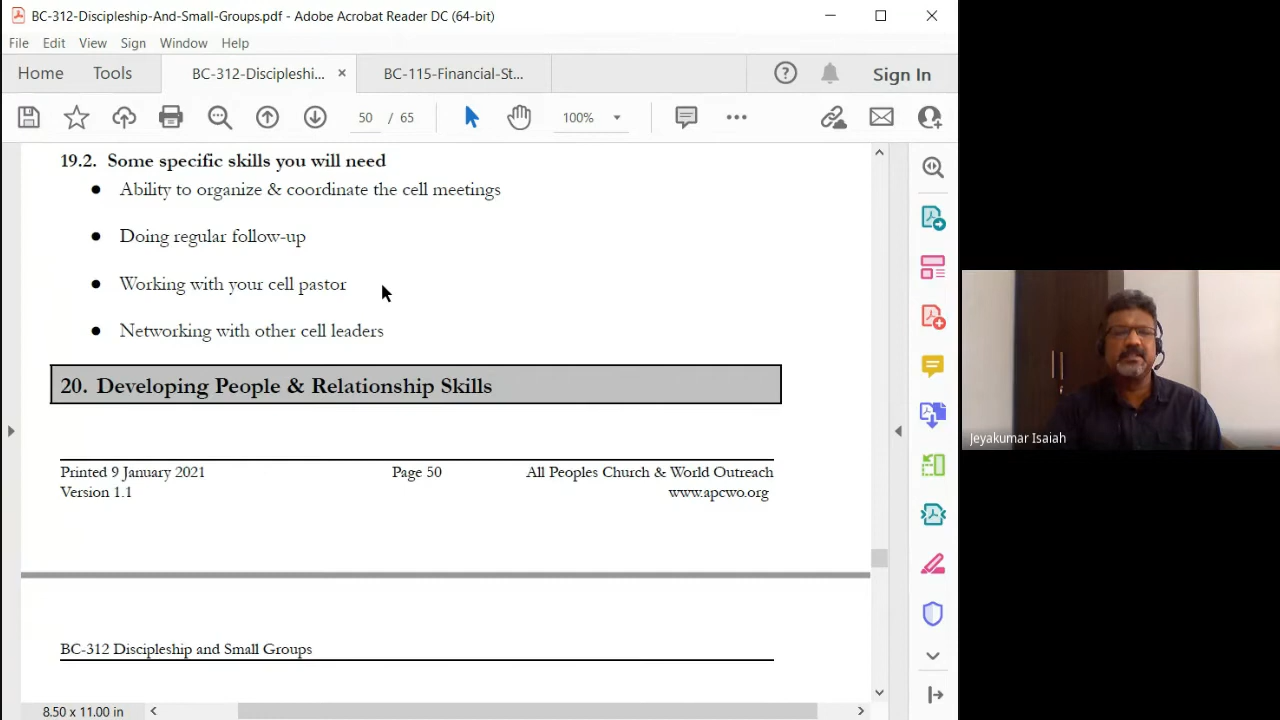 BC-312-Discipleship-And-Small-Groups.pdf - Adobe Acrobat Reader DC (64-bit)
File Edit View Sign Window Help
Home Tools BC-312-Discipleshi... × BC-115-Financial-St... Sign In
50 / 65 100%
19.2. Some specific skills you will need
● Ability to organize & coordinate the cell meetings
● Doing regular follow-up
● Working with your cell pastor
● Networking with other cell leaders
20. Developing People & Relationship Skills
Printed 9 January 2021 Page 50 All Peoples Church & World Outreach
Version 1.1 www.apcwo.org
BC-312 Discipleship and Small Groups
8.50 x 11.00 in
Jeyakumar Isaiah